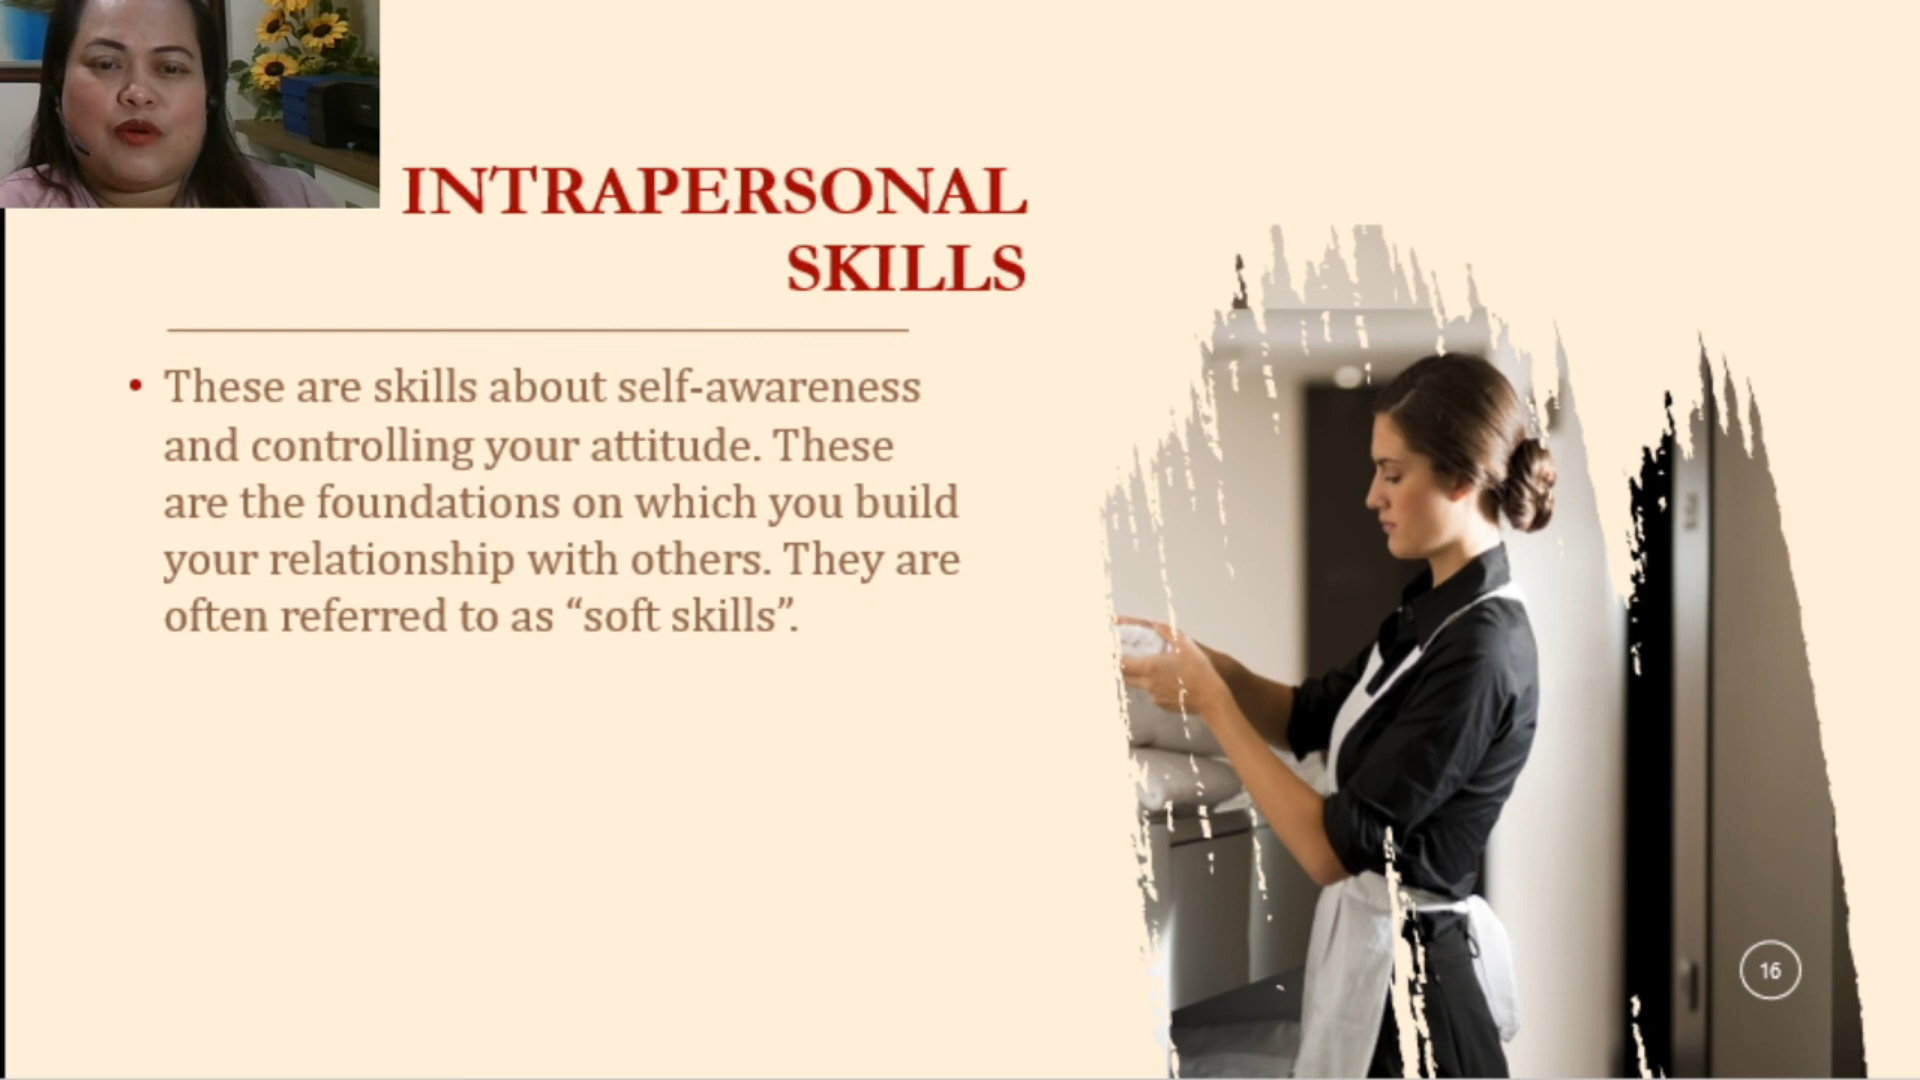 INTRAPERSONAL
SKILLS
• These are skills about self-awareness
and controlling your attitude. These
are the foundations on which you build
your relationship with others. They are
often referred to as “soft skills”.
16